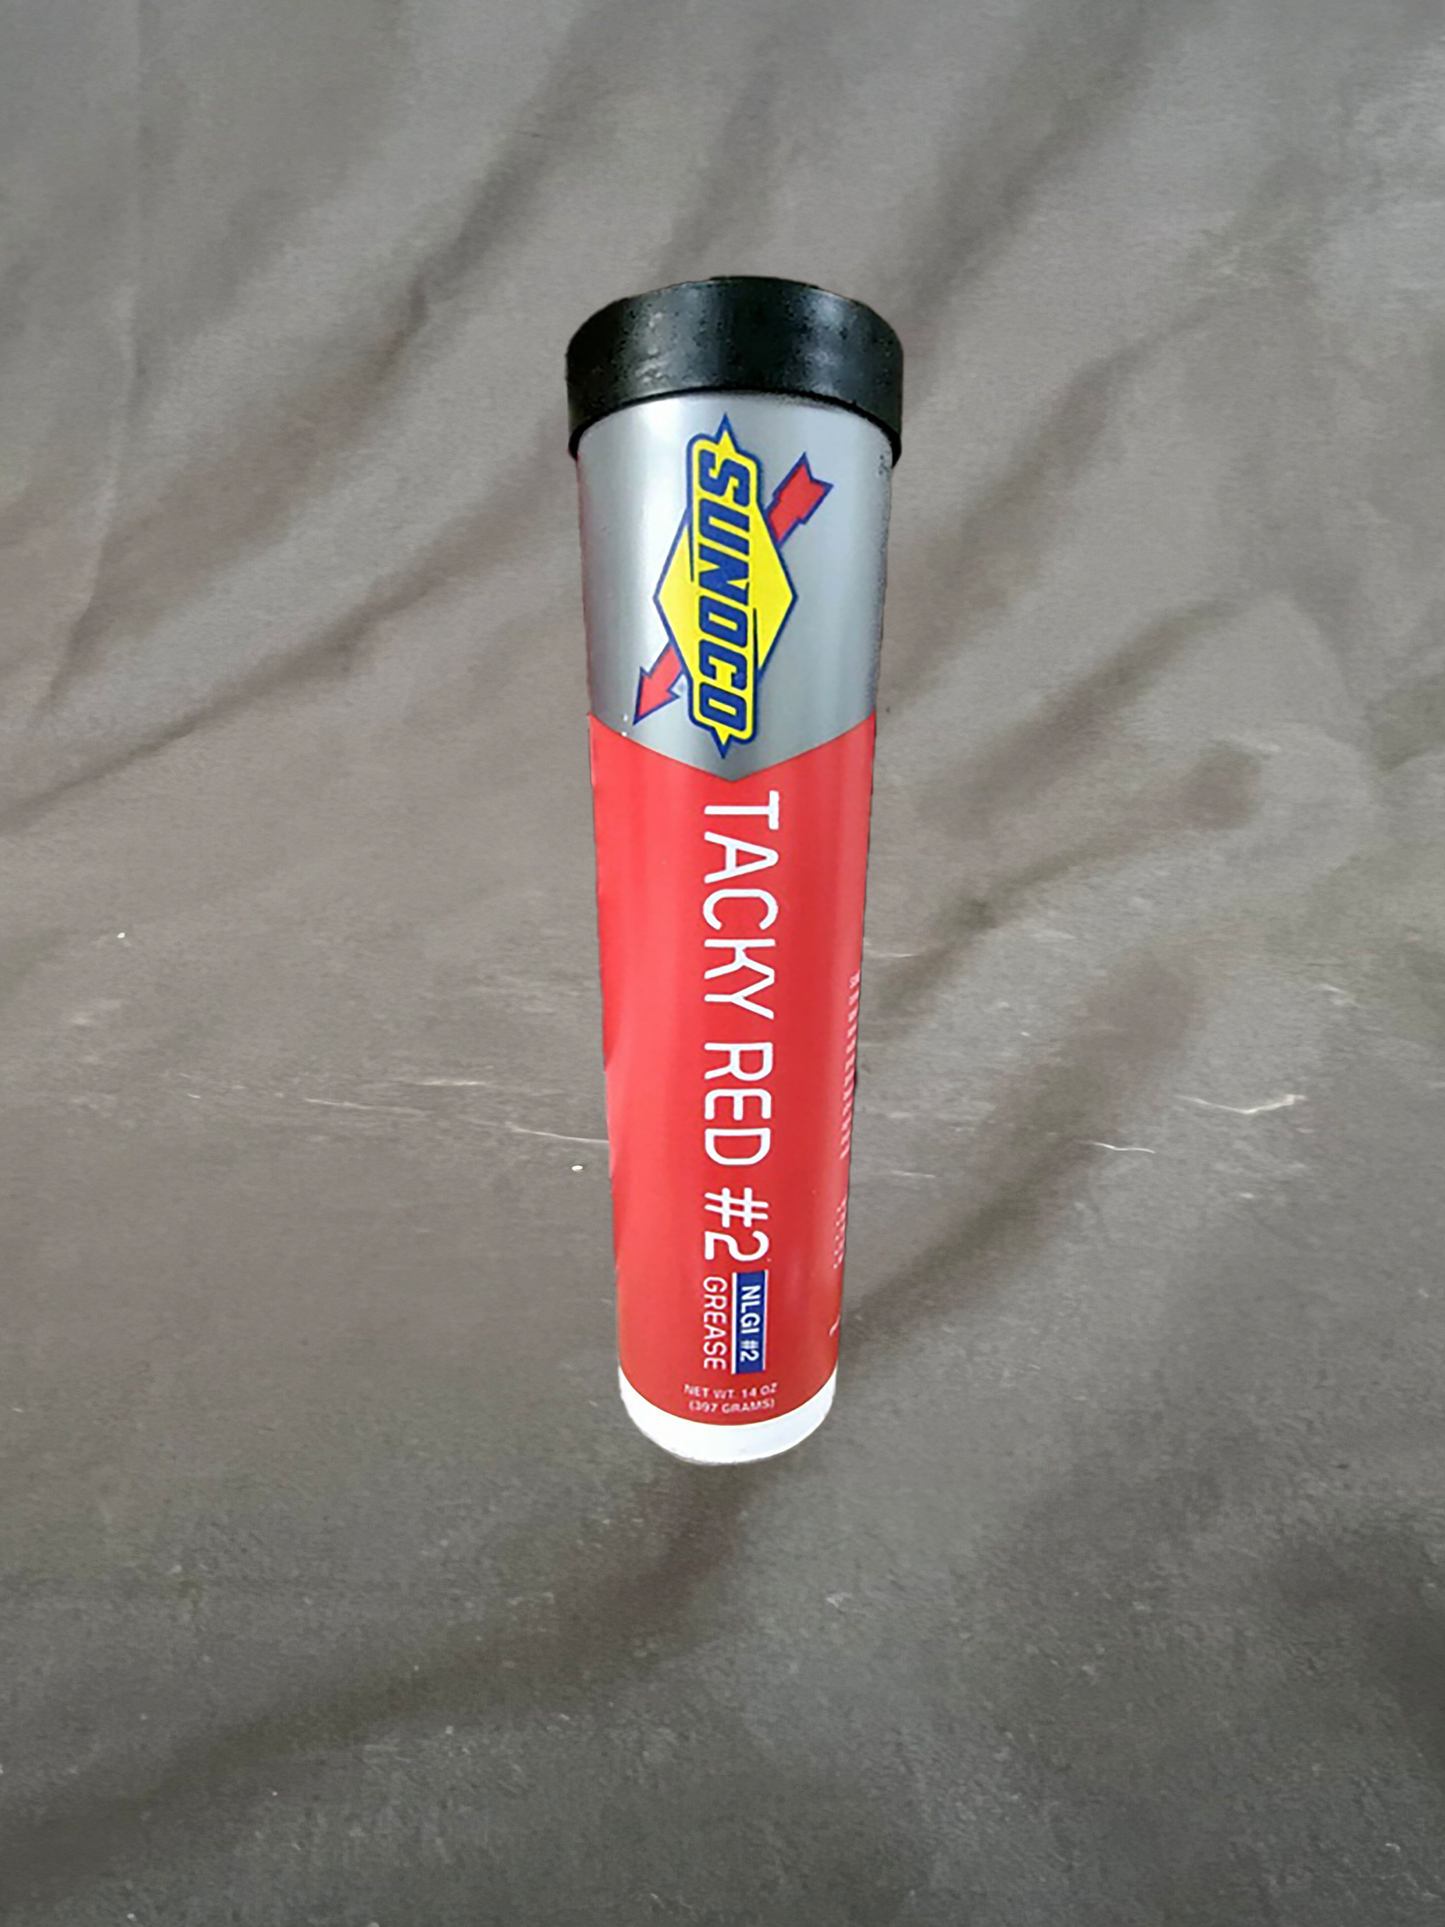 SUNOCO
TACKY RED #2
NLGI #2
GREASE
NET WT. 14 OZ
(397 GRAMS)